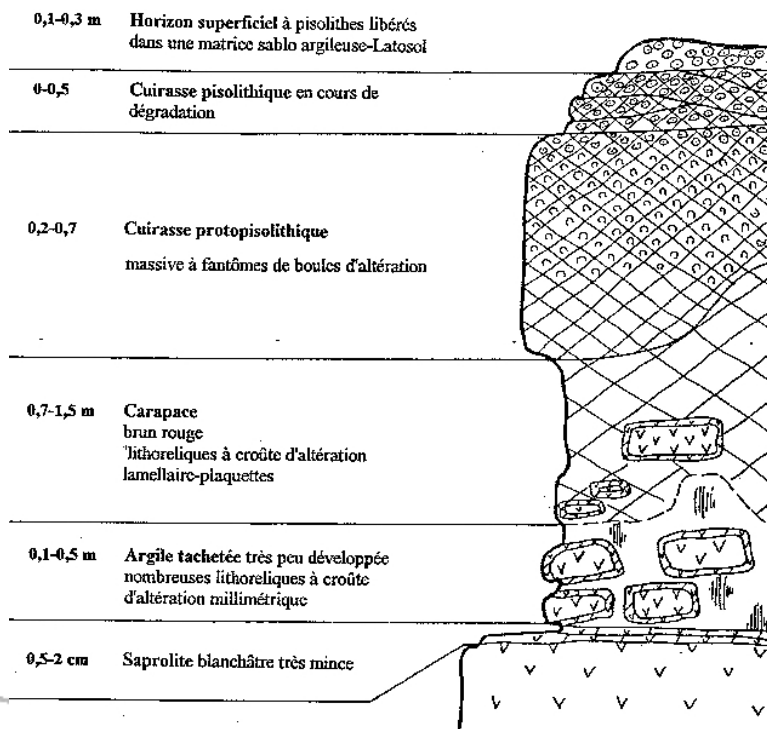 0,1-0,3 m Horizon superficiel à pisolithes libérés
dans une matrice sablo argileuse-Latosol
0-0,5 Cuirasse pisolithique en cours de
dégradation
0,2-0,7 Cuirasse protopisolithique
massive à fantômes de boules d'altération
0,7-1,5 m Carapace
brun rouge
lithoreliques à croûte d'altération
lamellaire-plaquettes
0,1-0,5 m Argile tachetée très peu développée
nombreuses lithoreliques à croûte
d'altération millimétrique
0,5-2 cm Saprolite blanchâtre très mince